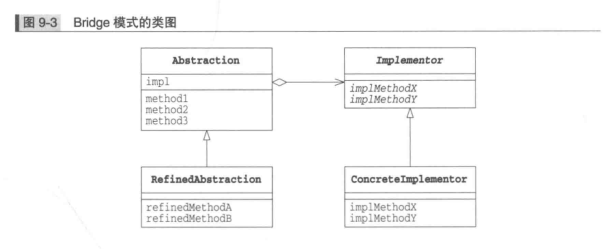 图 9-3 Bridge 模式的类图
Abstraction
impl
method1
method2
method3
Implementor
implMethodX
implMethodY
RefinedAbstraction
refinedMethodA
refinedMethodB
ConcreteImplementor
implMethodX
implMethodY